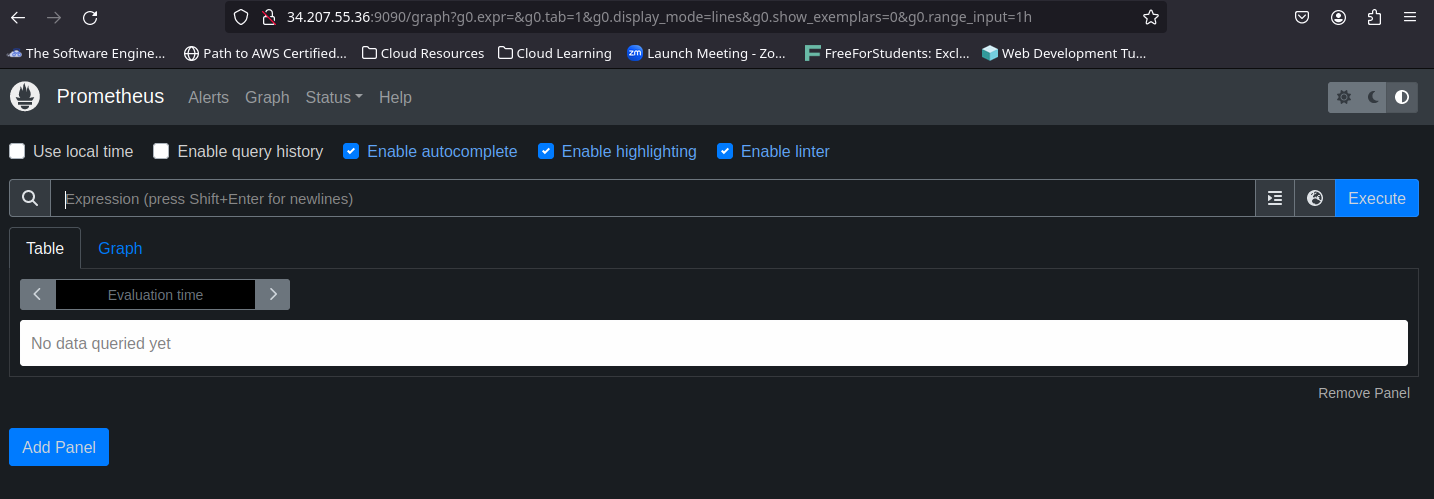 34.207.55.36:9090/graph?g0.expr=&g0.tab=1&g0.display_mode=lines&g0.show_exemplars=0&g0.range_input=1h
The Software Engine... Path to AWS Certified... Cloud Resources Cloud Learning zm Launch Meeting - Zo... FreeForStudents: Excl... Web Development Tu...
Prometheus Alerts Graph Status Help
Use local time Enable query history Enable autocomplete Enable highlighting Enable linter
Expression (press Shift+Enter for newlines) Execute
Table Graph
Evaluation time
No data queried yet
Remove Panel
Add Panel